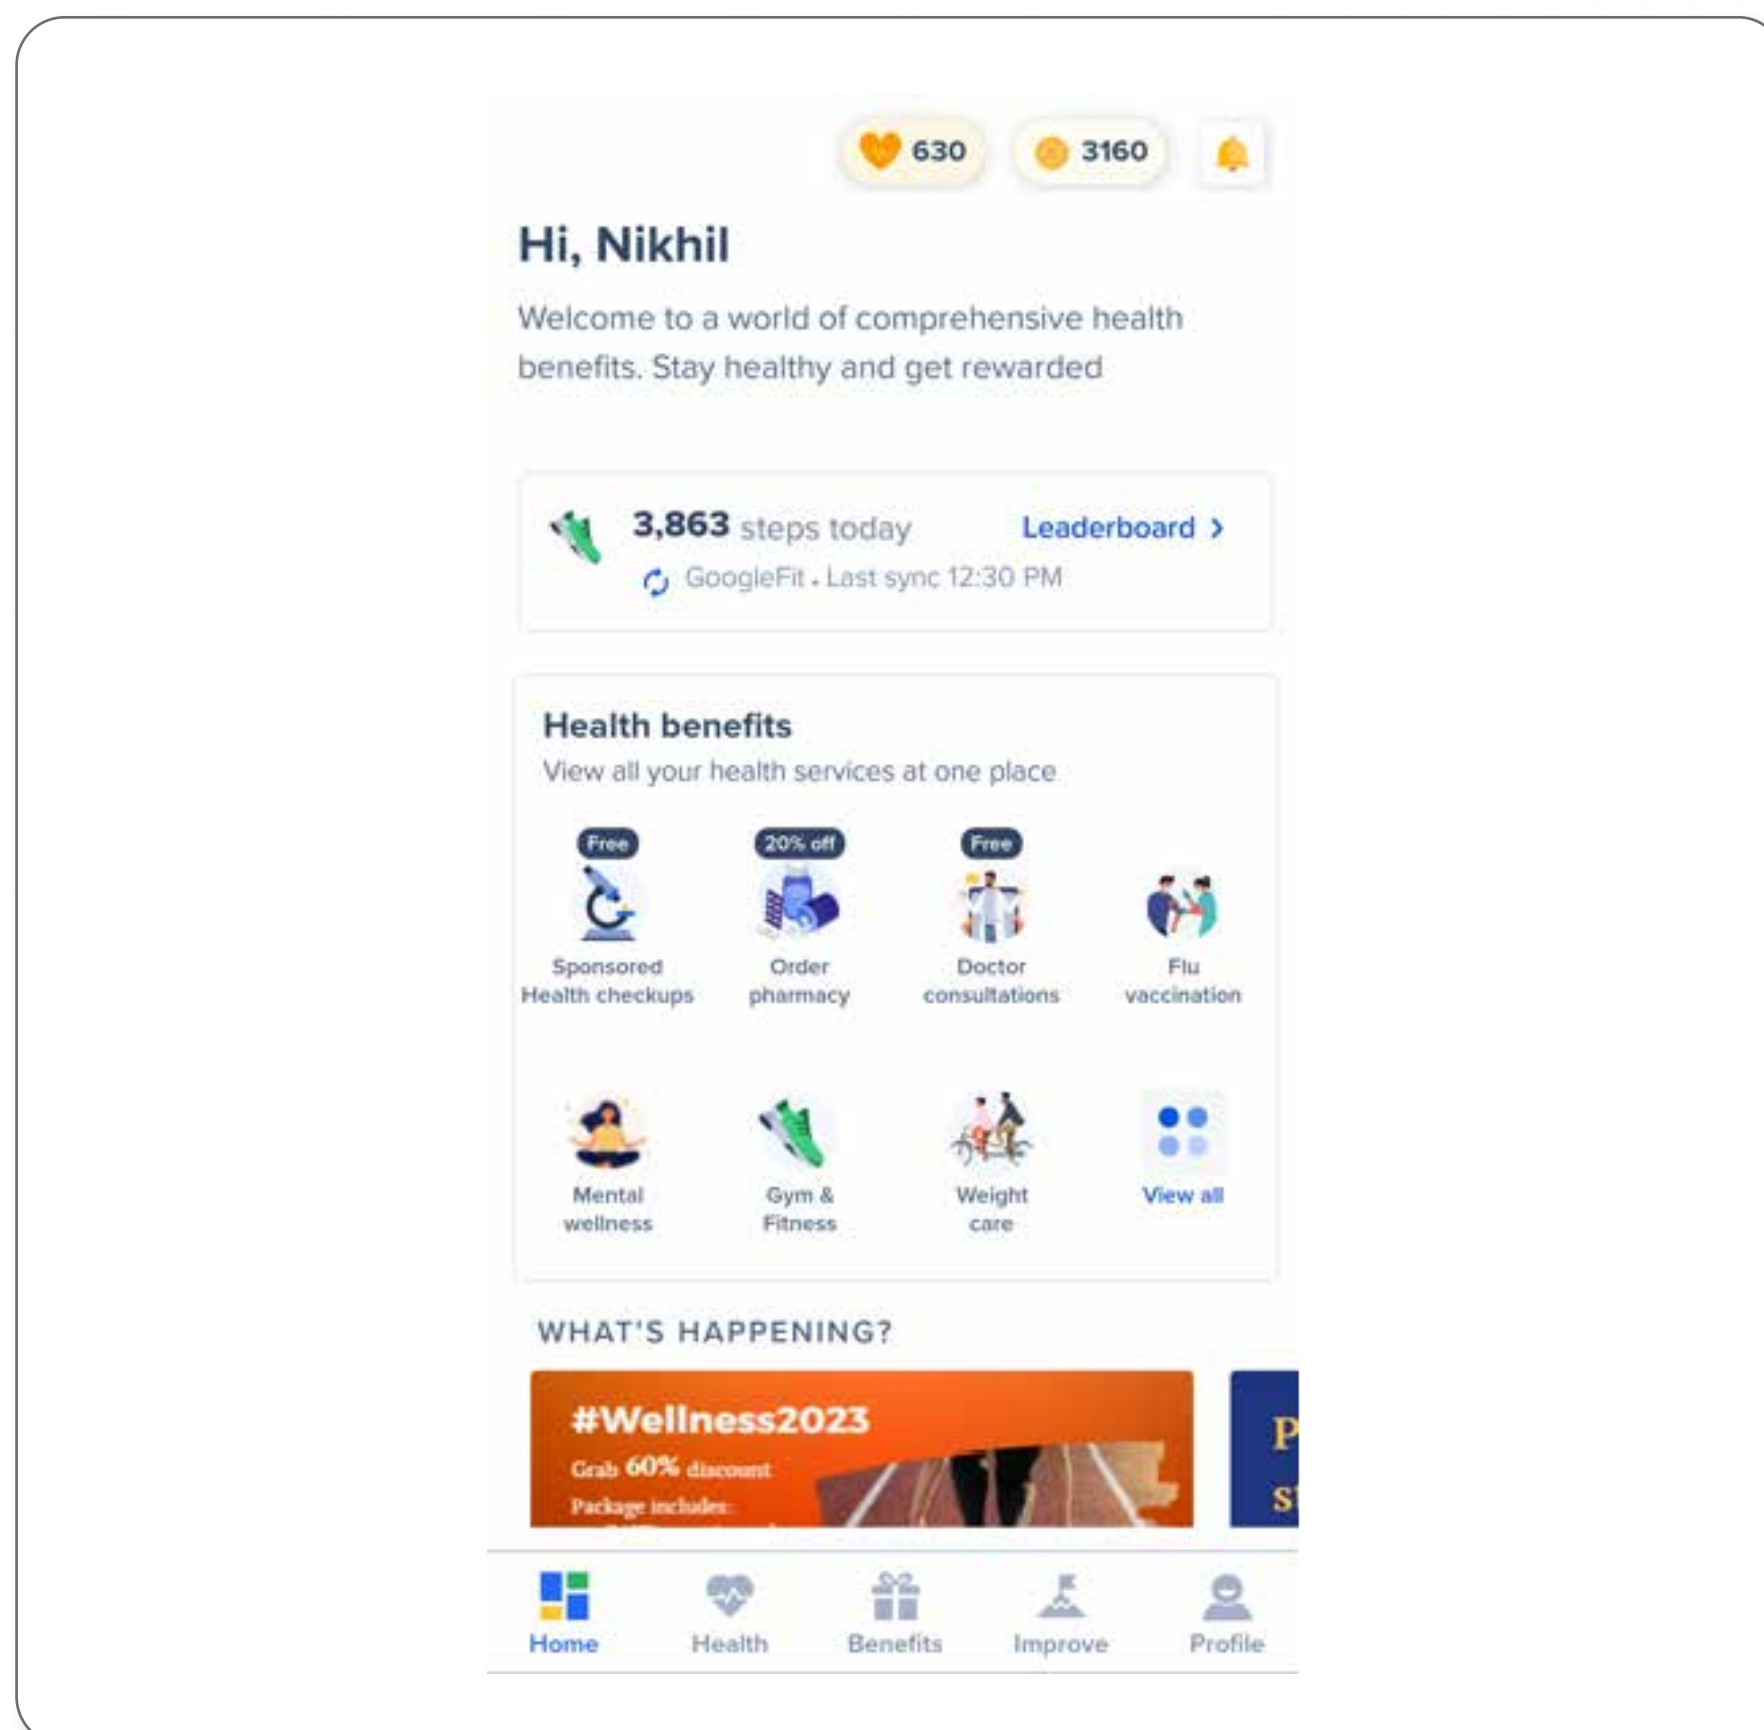 630 3160
Hi, Nikhil
Welcome to a world of comprehensive health
benefits. Stay healthy and get rewarded
3,863 steps today Leaderboard >
GoogleFit . Last sync 12:30 PM
Health benefits
View all your health services at one place
Free 20% off Free
Sponsored Order Doctor Flu
Health checkups pharmacy consultations vaccination
Mental Gym & Weight View all
wellness Fitness care
WHAT'S HAPPENING?
#Wellness2023
Grab 60% discount
Package includes:
Home Health Benefits Improve Profile